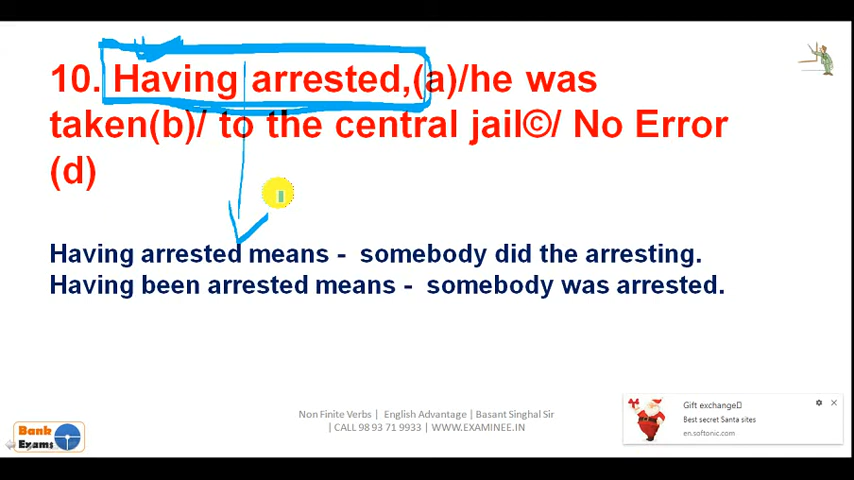 10. Having arrested,(a)/he was
taken(b)/ to the central jail©/ No Error
(d)
Having arrested means - somebody did the arresting.
Having been arrested means - somebody was arrested.
Non Finite Verbs | English Advantage | Basant Singhal Sir
| CALL 98 93 71 9933 | WWW.EXAMINEE.IN
Bank
Exams
Gift exchange
Best secret Santa sites
en.softonic.com